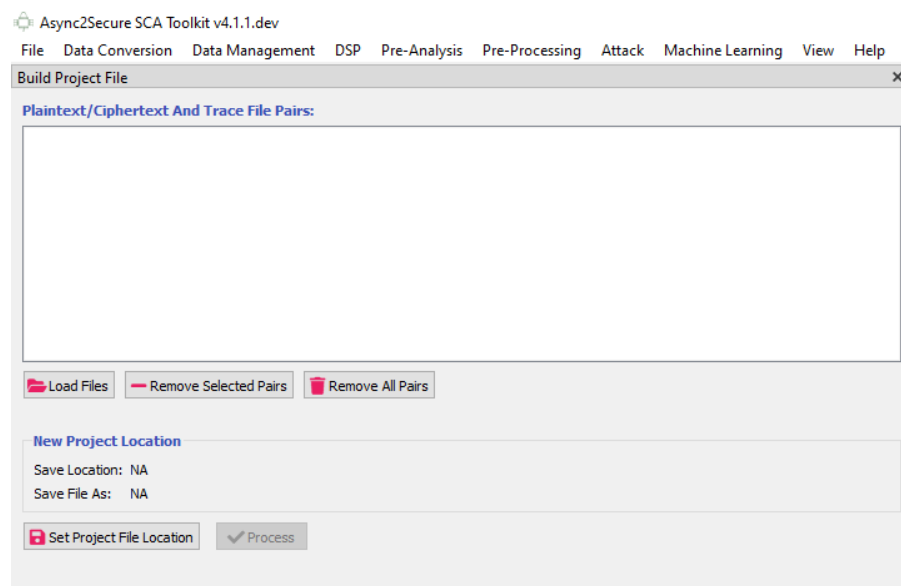 Async2Secure SCA Toolkit v4.1.1.dev
File Data Conversion Data Management DSP Pre-Analysis Pre-Processing Attack Machine Learning View Help
Build Project File
Plaintext/Ciphertext And Trace File Pairs:
Load Files Remove Selected Pairs Remove All Pairs
New Project Location
Save Location: NA
Save File As: NA
Set Project File Location Process